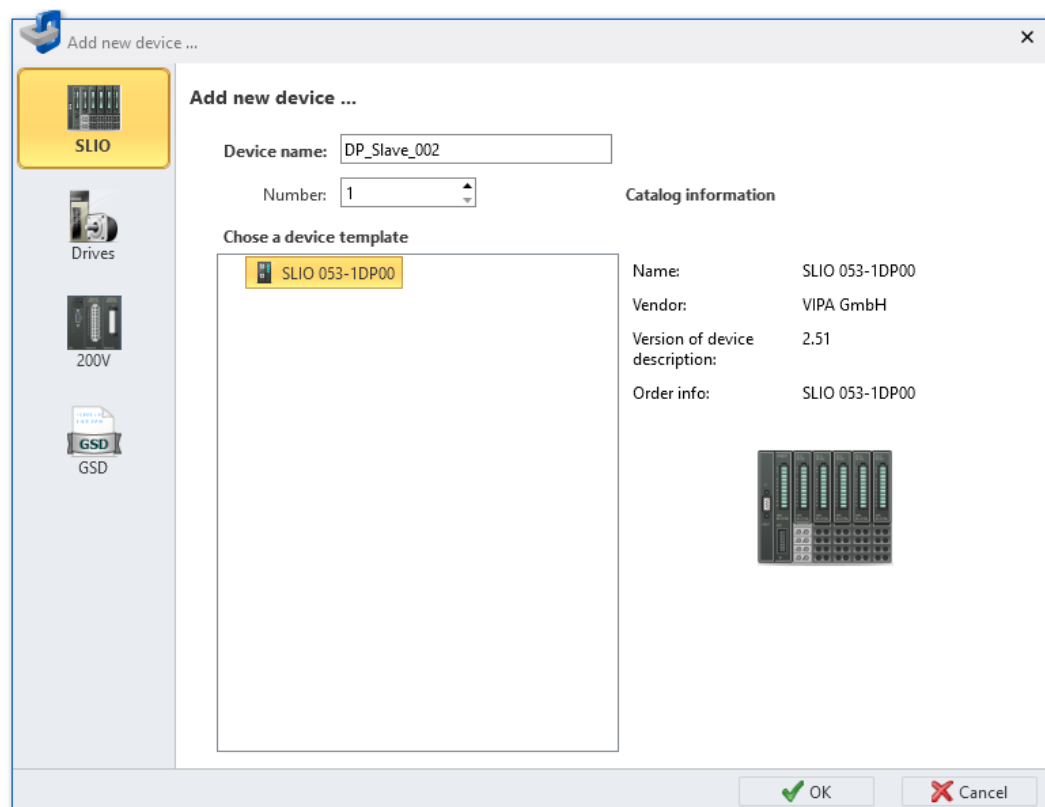 Add new device ...
SLIO
Drives
200V
GSD
GSD
Add new device ...
Device name: DP_Slave_002
Number: 1
Chose a device template
SLIO 053-1DP00
Catalog information
Name: SLIO 053-1DP00
Vendor: VIPA GmbH
Version of device 2.51
description:
Order info: SLIO 053-1DP00
OK
Cancel